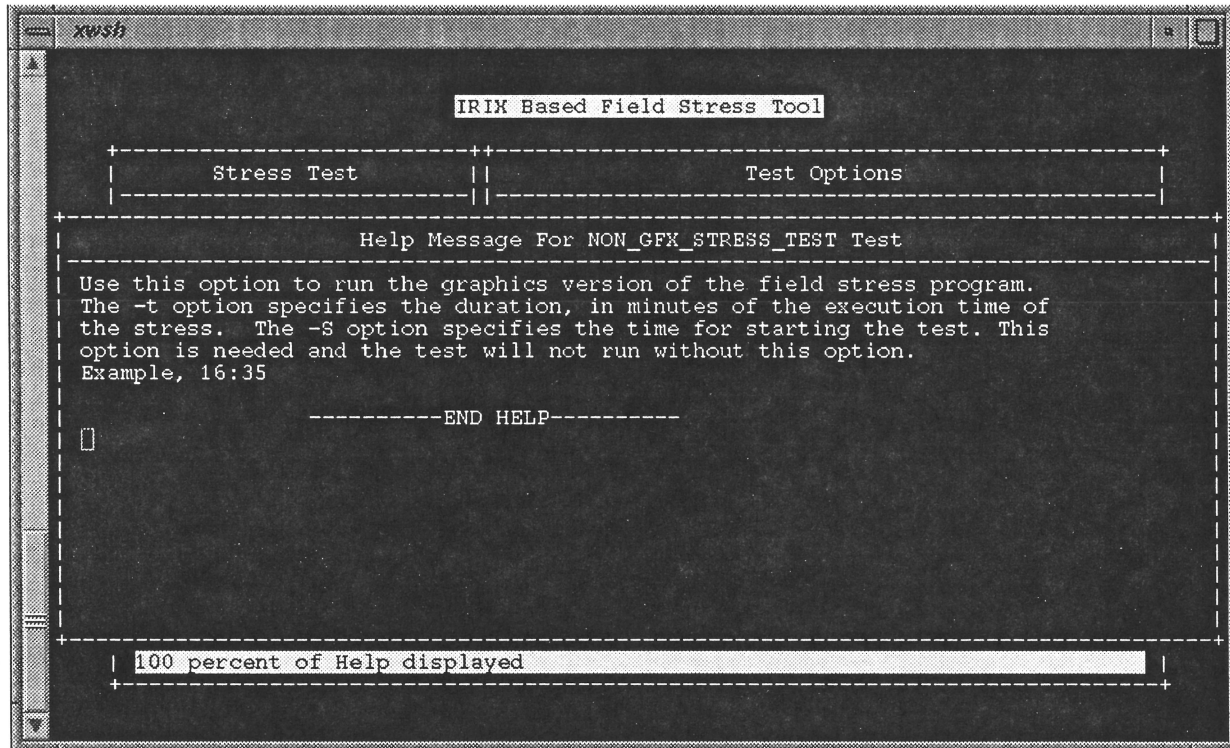 xwsh
IRIX Based Field Stress Tool
Stress Test
Test Options
Help Message For NON_GFX_STRESS_TEST Test
Use this option to run the graphics version of the field stress program.
The -t option specifies the duration, in minutes of the execution time of
the stress.  The -S option specifies the time for starting the test. This
option is needed and the test will not run without this option.
Example, 16:35
----------END HELP----------
100 percent of Help displayed